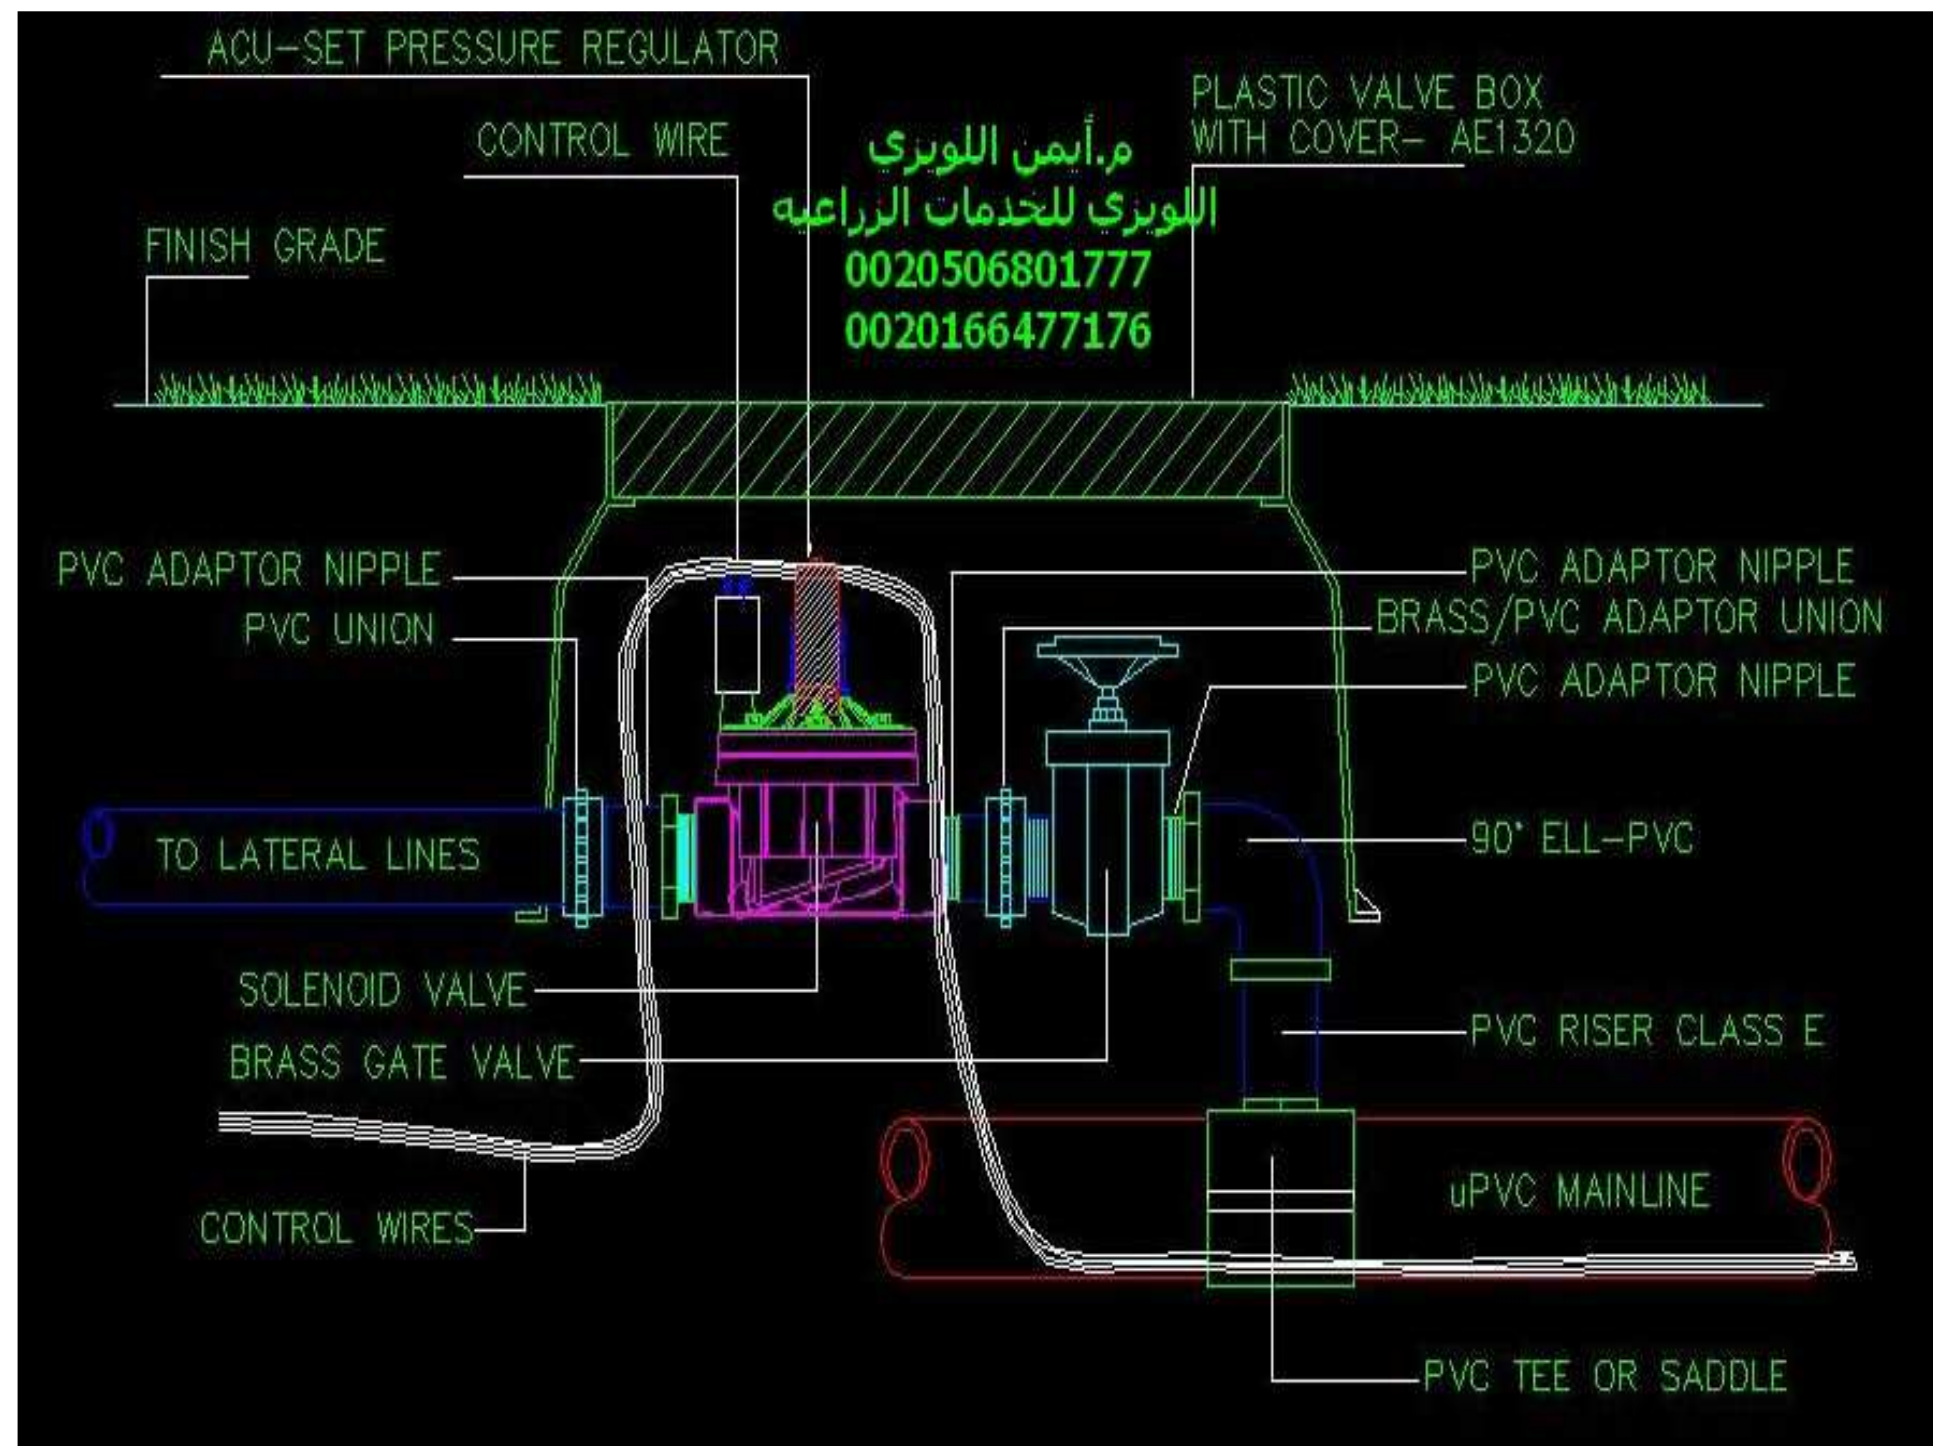 ACU-SET PRESSURE REGULATOR
PLASTIC VALVE BOX
WITH COVER- AE1320
CONTROL WIRE
م.أيمن اللويزي
اللويزي للخدمات الزراعيه
0020506801777
0020166477176
FINISH GRADE
PVC ADAPTOR NIPPLE
PVC UNION
PVC ADAPTOR NIPPLE
BRASS/PVC ADAPTOR UNION
PVC ADAPTOR NIPPLE
TO LATERAL LINES
90° ELL-PVC
SOLENOID VALVE
BRASS GATE VALVE
PVC RISER CLASS E
uPVC MAINLINE
CONTROL WIRES
PVC TEE OR SADDLE